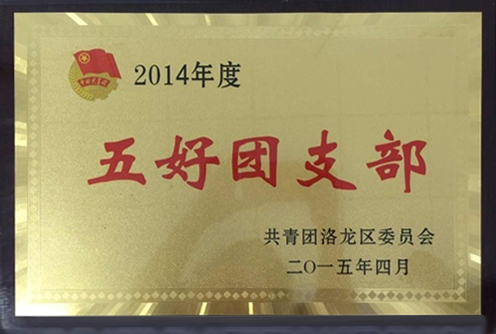 2014年度
五好团支部
共青团洛龙区委员会
二〇一五年四月